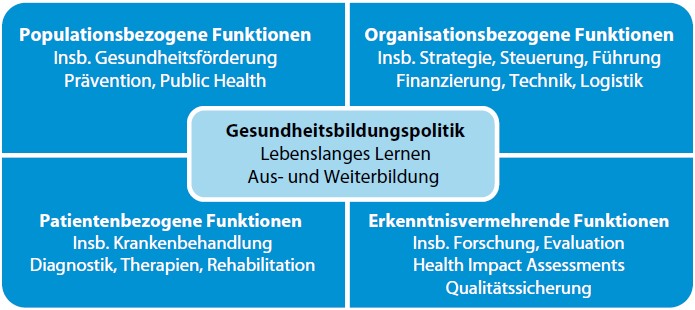 Populationsbezogene Funktionen
Insb. Gesundheitsförderung
Prävention, Public Health
Organisationsbezogene Funktionen
Insb. Strategie, Steuerung, Führung
Finanzierung, Technik, Logistik
Gesundheitsbildungspolitik
Lebenslanges Lernen
Aus- und Weiterbildung
Patientenbezogene Funktionen
Insb. Krankenbehandlung
Diagnostik, Therapien, Rehabilitation
Erkenntnisvermehrende Funktionen
Insb. Forschung, Evaluation
Health Impact Assessments
Qualitätssicherung